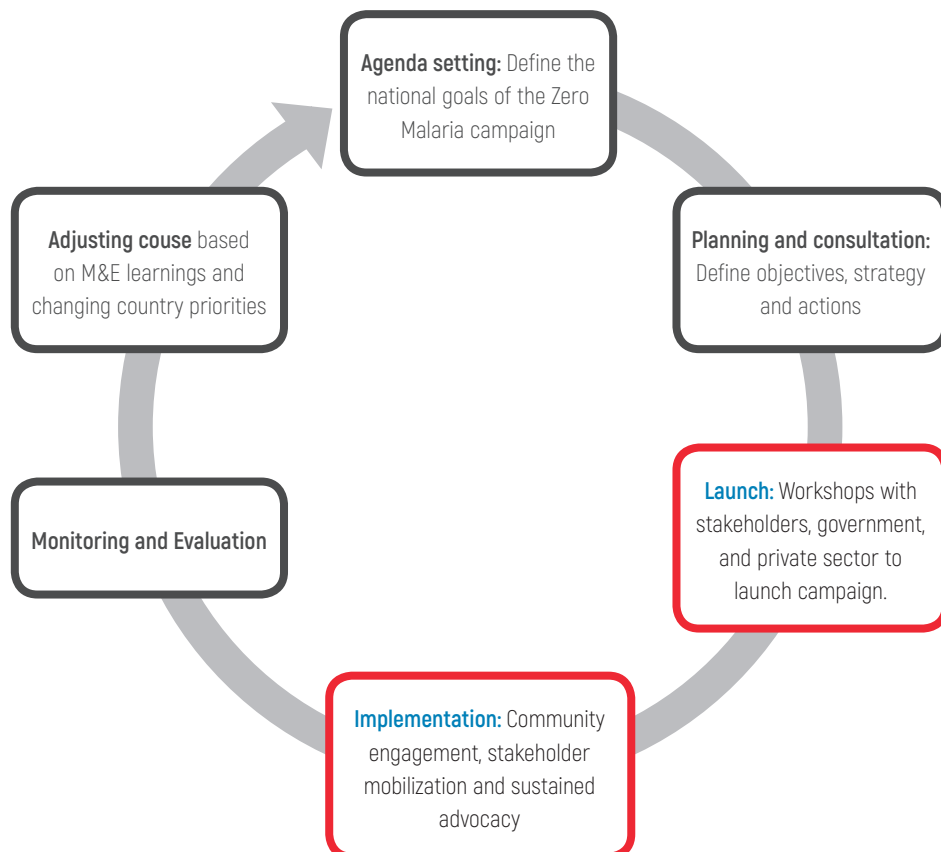 Agenda setting: Define the
national goals of the Zero
Malaria campaign
Planning and consultation:
Define objectives, strategy
and actions
Launch: Workshops with
stakeholders, government,
and private sector to
launch campaign.
Implementation: Community
engagement, stakeholder
mobilization and sustained
advocacy
Monitoring and Evaluation
Adjusting couse based
on M&E learnings and
changing country priorities